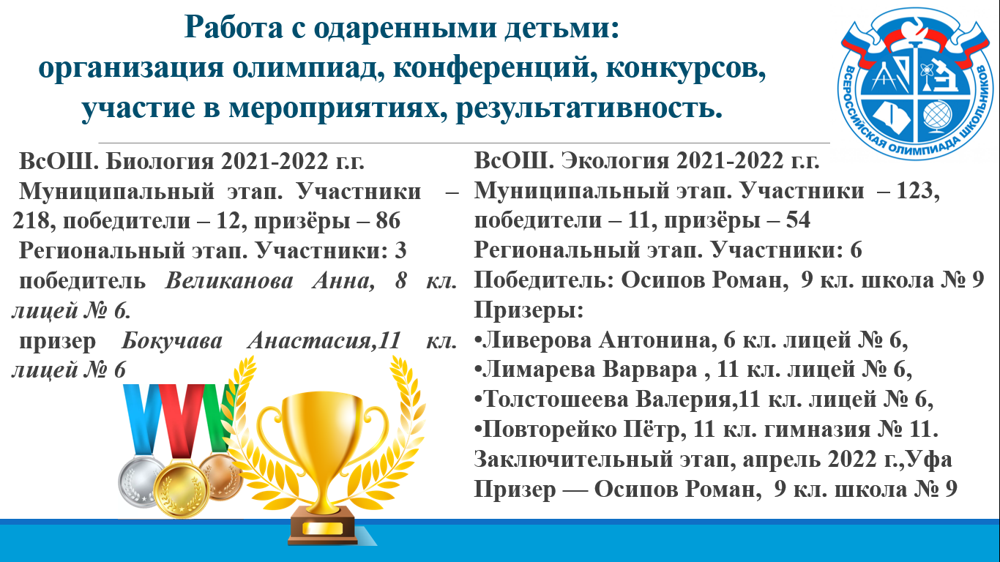 Работа с одаренными детьми:
организация олимпиад, конференций, конкурсов,
участие в мероприятиях, результативность.
ВСЕРОССИЙСКАЯ ОЛИМПИАДА ШКОЛЬНИКОВ
ВсОШ. Биология 2021-2022 г.г.
Муниципальный этап. Участники –
218, победители – 12, призёры – 86
Региональный этап. Участники: 3
победитель Великанова Анна, 8 кл.
лицей № 6.
призер Бокучава Анастасия,11 кл.
лицей № 6
ВсОШ. Экология 2021-2022 г.г.
Муниципальный этап. Участники – 123,
победители – 11, призёры – 54
Региональный этап. Участники: 6
Победитель: Осипов Роман, 9 кл. школа № 9
Призеры:
•Ливерова Антонина, 6 кл. лицей № 6,
•Лимарева Варвара , 11 кл. лицей № 6,
•Толстошеева Валерия,11 кл. лицей № 6,
•Повторейко Пётр, 11 кл. гимназия № 11.
Заключительный этап, апрель 2022 г.,Уфа
Призер — Осипов Роман, 9 кл. школа № 9